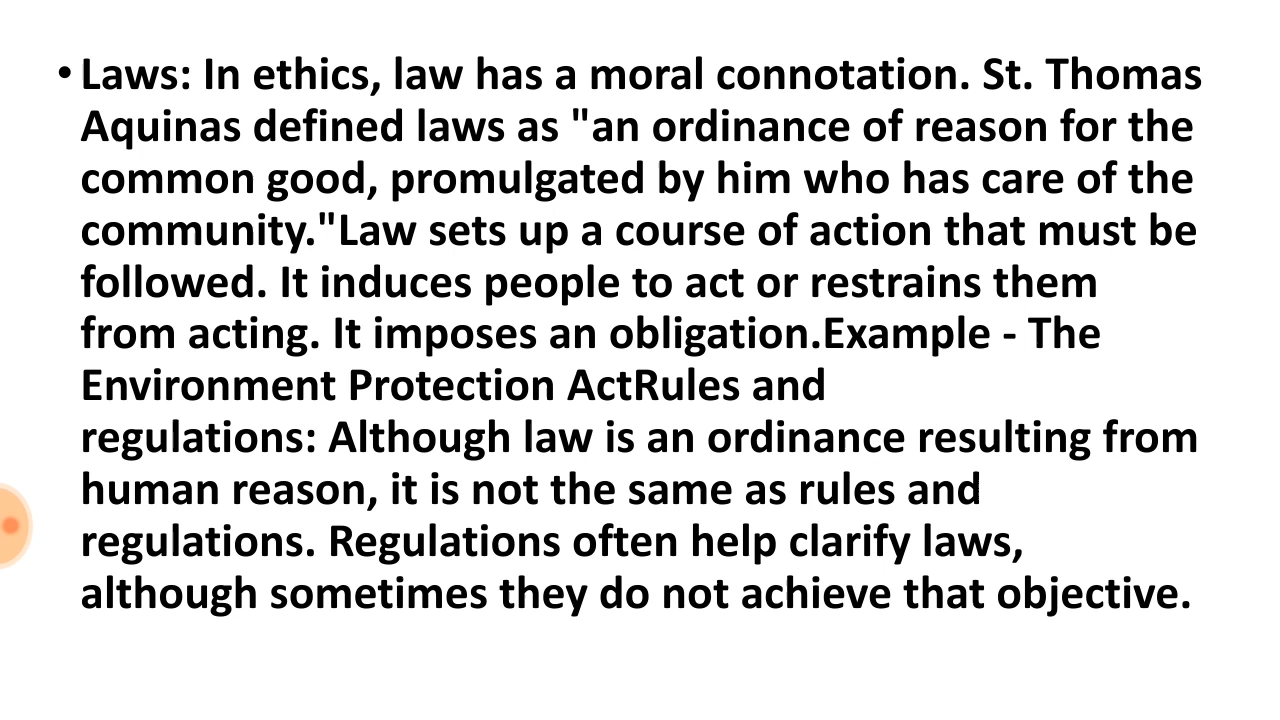 • Laws: In ethics, law has a moral connotation. St. Thomas
Aquinas defined laws as "an ordinance of reason for the
common good, promulgated by him who has care of the
community."Law sets up a course of action that must be
followed. It induces people to act or restrains them
from acting. It imposes an obligation.Example - The
Environment Protection ActRules and
regulations: Although law is an ordinance resulting from
human reason, it is not the same as rules and
regulations. Regulations often help clarify laws,
although sometimes they do not achieve that objective.